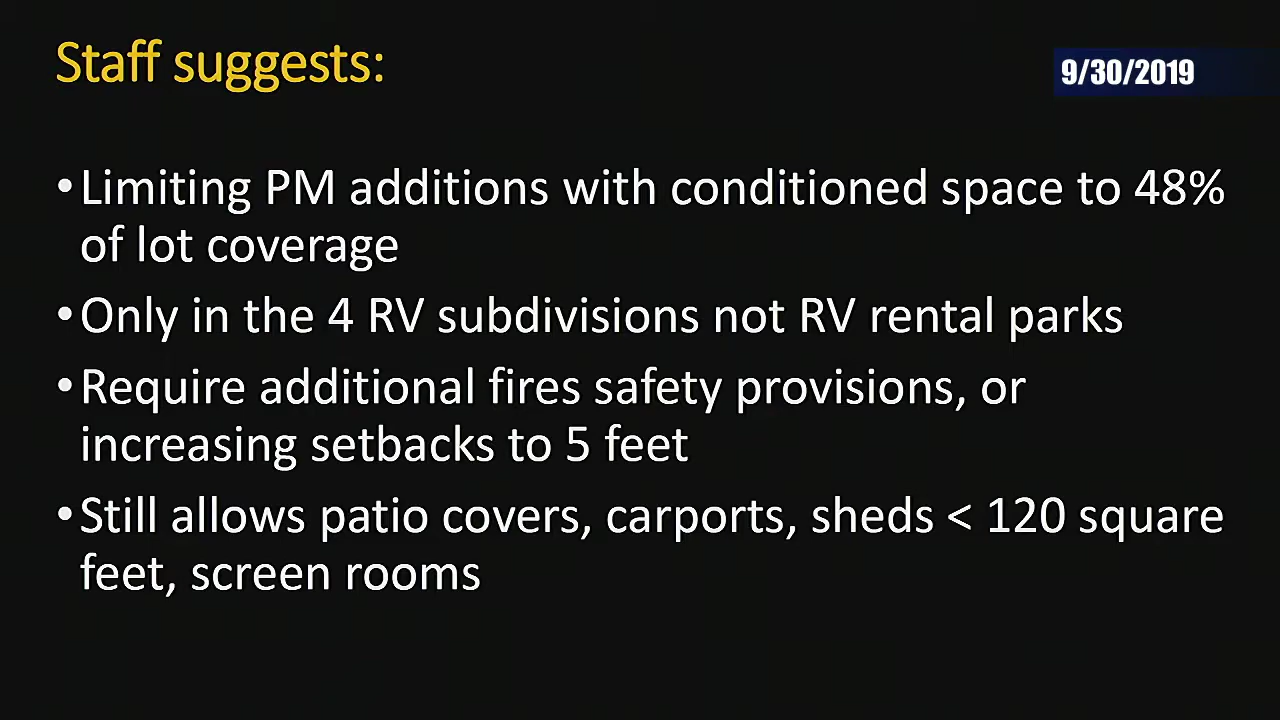 Staff suggests:
9/30/2019
•Limiting PM additions with conditioned space to 48%
of lot coverage
•Only in the 4 RV subdivisions not RV rental parks
•Require additional fires safety provisions, or
increasing setbacks to 5 feet
•Still allows patio covers, carports, sheds < 120 square
feet, screen rooms